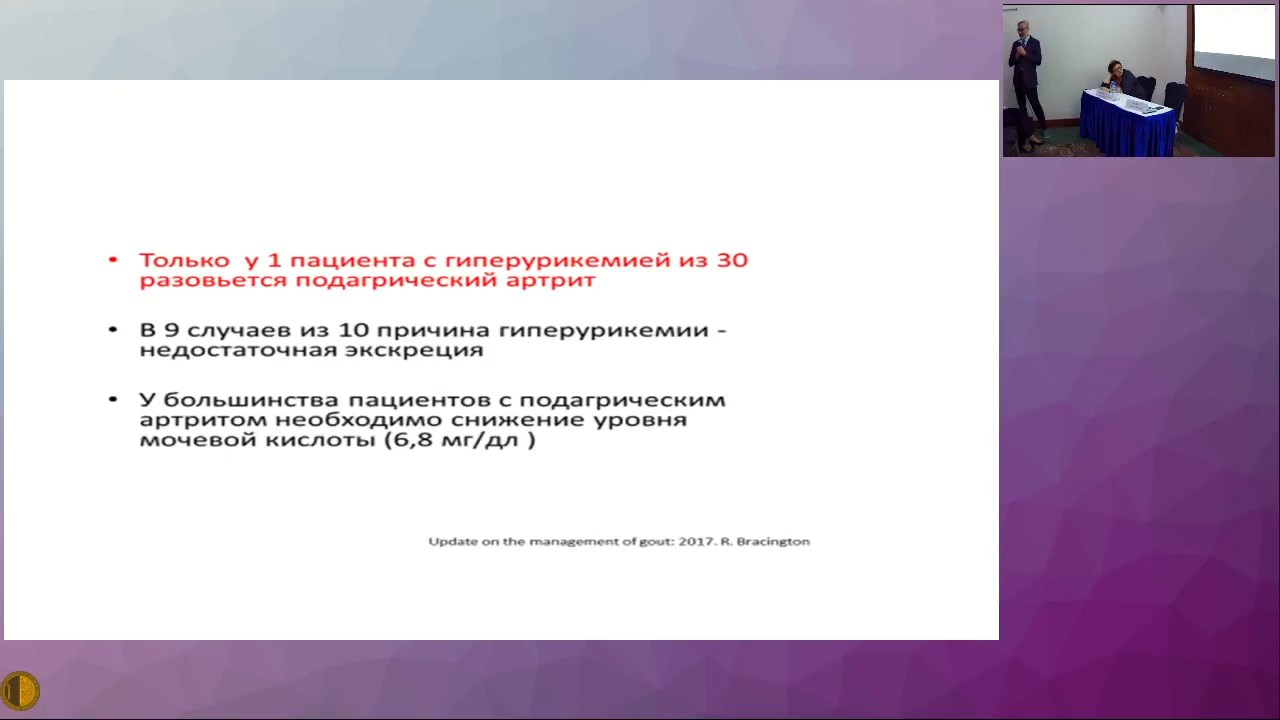 • Только у 1 пациента с гиперурикемией из 30
разовьется подагрический артрит
• В 9 случаев из 10 причина гиперурикемии -
недостаточная экскреция
• У большинства пациентов с подагрическим
артритом необходимо снижение уровня
мочевой кислоты (6,8 мг/дл )
Update on the management of gout: 2017. R. Bracington